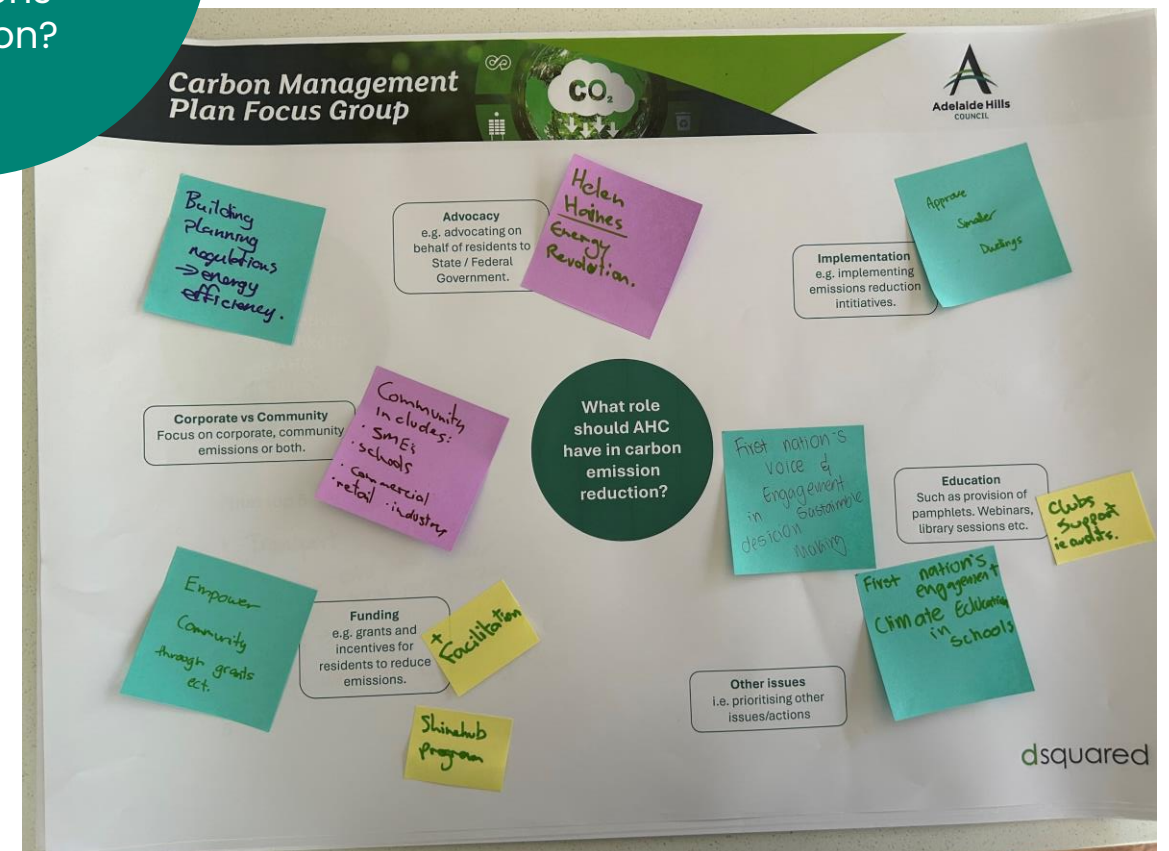 on?
Carbon Management
Plan Focus Group
CO2
Adelaide Hills
COUNCIL
Building
planning
regulations
→ energy
efficiency.
Advocacy
e.g. advocating on
behalf of residents to
State / Federal
Government.
Helen
Haines
Energy
Revolution.
Implementation
e.g. implementing
emissions reduction
intitiatives.
Approve
Smaller
Dwellings
Corporate vs Community
Focus on corporate, community
emissions or both.
Community
includes:
· SME's
· schools
· commercial
· retail · industry
What role
should AHC
have in carbon
emission
reduction?
First nation's
voice &
Engagement
in Sustainable
desicion
making
Education
Such as provision of
pamphlets. Webinars,
library sessions etc.
Clubs
Support
ie audits.
Empower
Community
through grants
ect.
Funding
e.g. grants and
incentives for
residents to reduce
emissions.
+
Facilitation
Shinehub
program
First nation's
engagement
Climate Education
in
schools
Other issues
i.e. prioritising other
issues/actions
dsquared